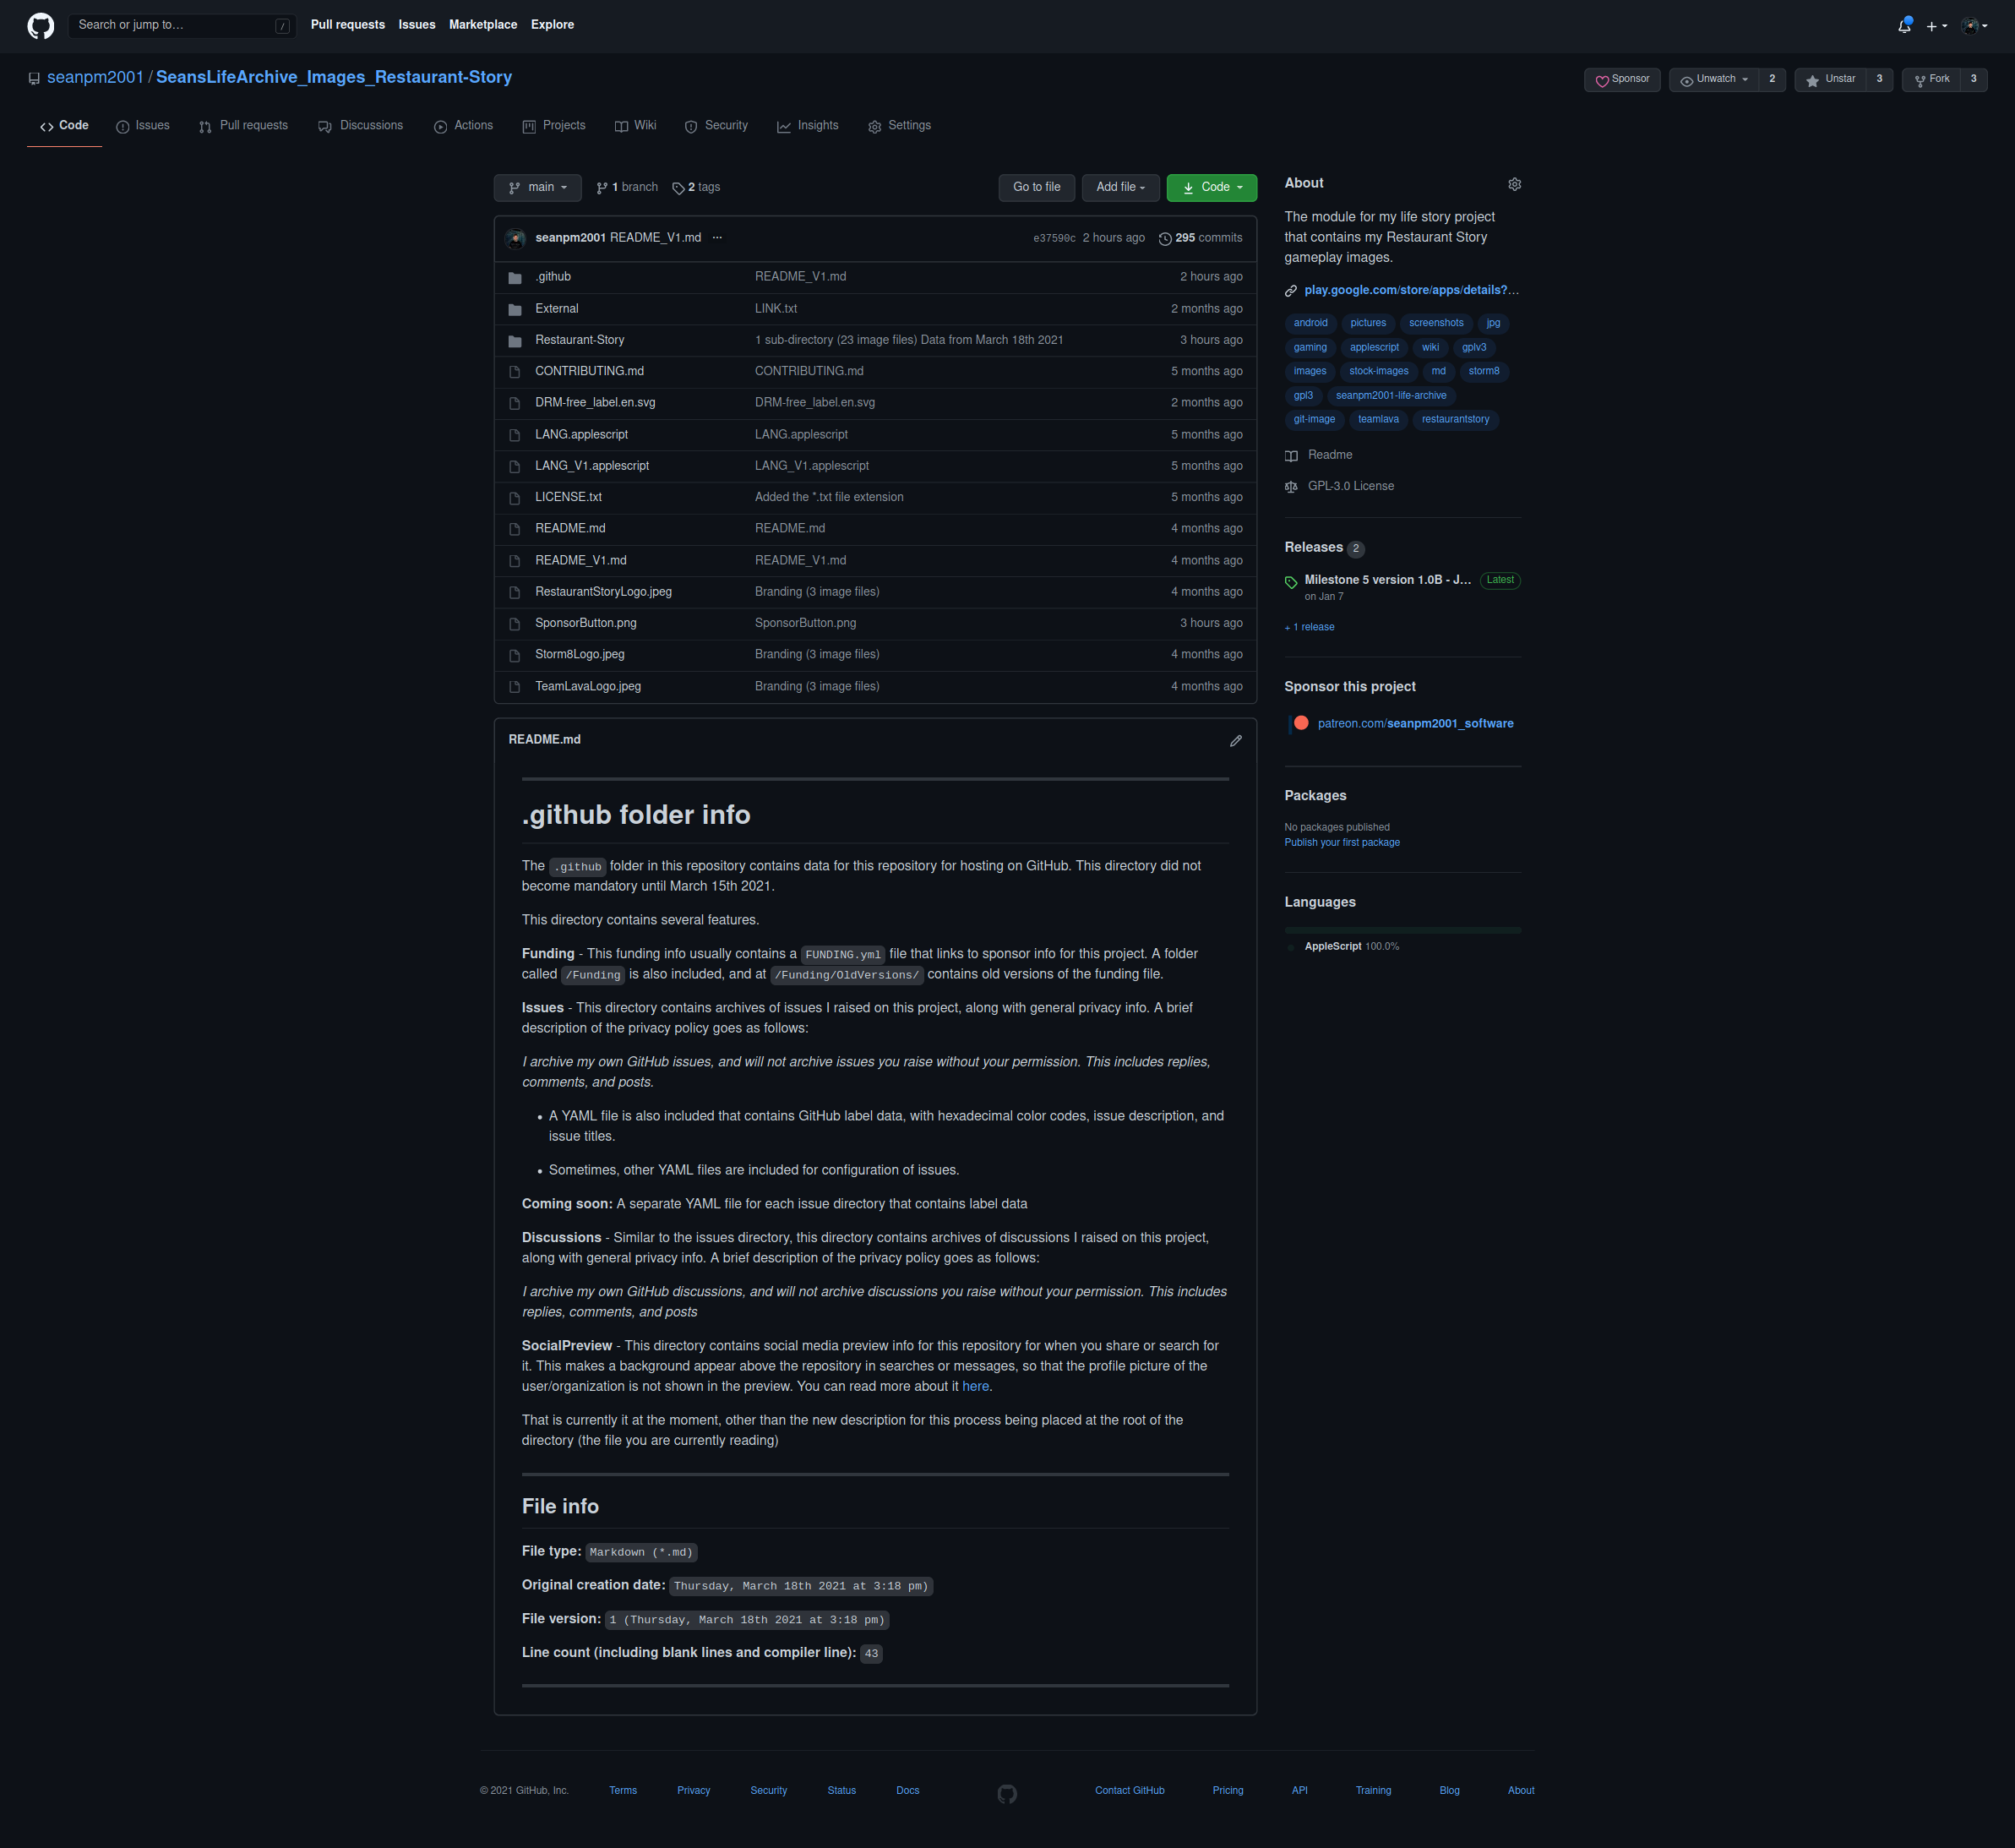 Search or jump to… /
Pull requests Issues Marketplace Explore
seanpm2001 / SeansLifeArchive_Images_Restaurant-Story
Sponsor Unwatch 2 Unstar 3 Fork 3
Code Issues Pull requests Discussions Actions Projects Wiki Security Insights Settings
main 1 branch 2 tags Go to file Add file Code
seanpm2001 README_V1.md ··· e37590c 2 hours ago 295 commits
.github README_V1.md 2 hours ago
External LINK.txt 2 months ago
Restaurant-Story 1 sub-directory (23 image files) Data from March 18th 2021 3 hours ago
CONTRIBUTING.md CONTRIBUTING.md 5 months ago
DRM-free_label.en.svg DRM-free_label.en.svg 2 months ago
LANG.applescript LANG.applescript 5 months ago
LANG_V1.applescript LANG_V1.applescript 5 months ago
LICENSE.txt Added the *.txt file extension 5 months ago
README.md README.md 4 months ago
README_V1.md README_V1.md 4 months ago
RestaurantStoryLogo.jpeg Branding (3 image files) 4 months ago
SponsorButton.png SponsorButton.png 3 hours ago
Storm8Logo.jpeg Branding (3 image files) 4 months ago
TeamLavaLogo.jpeg Branding (3 image files) 4 months ago
README.md
.github folder info
The .github folder in this repository contains data for this repository for hosting on GitHub. This directory did not
become mandatory until March 15th 2021.
This directory contains several features.
Funding - This funding info usually contains a FUNDING.yml file that links to sponsor info for this project. A folder
called /Funding is also included, and at /Funding/OldVersions/ contains old versions of the funding file.
Issues - This directory contains archives of issues I raised on this project, along with general privacy info. A brief
description of the privacy policy goes as follows:
I archive my own GitHub issues, and will not archive issues you raise without your permission. This includes replies,
comments, and posts.
• A YAML file is also included that contains GitHub label data, with hexadecimal color codes, issue description, and
issue titles.
• Sometimes, other YAML files are included for configuration of issues.
Coming soon: A separate YAML file for each issue directory that contains label data
Discussions - Similar to the issues directory, this directory contains archives of discussions I raised on this project,
along with general privacy info. A brief description of the privacy policy goes as follows:
I archive my own GitHub discussions, and will not archive discussions you raise without your permission. This includes
replies, comments, and posts
SocialPreview - This directory contains social media preview info for this repository for when you share or search for
it. This makes a background appear above the repository in searches or messages, so that the profile picture of the
user/organization is not shown in the preview. You can read more about it here.
That is currently it at the moment, other than the new description for this process being placed at the root of the
directory (the file you are currently reading)
File info
File type: Markdown (*.md)
Original creation date: Thursday, March 18th 2021 at 3:18 pm)
File version: 1 (Thursday, March 18th 2021 at 3:18 pm)
Line count (including blank lines and compiler line): 43
About
The module for my life story project
that contains my Restaurant Story
gameplay images.
play.google.com/store/apps/details?…
android pictures screenshots jpg
gaming applescript wiki gplv3
images stock-images md storm8
gpl3 seanpm2001-life-archive
git-image teamlava restaurantstory
Readme
GPL-3.0 License
Releases 2
Milestone 5 version 1.0B - J… Latest
on Jan 7
+ 1 release
Sponsor this project
patreon.com/seanpm2001_software
Packages
No packages published
Publish your first package
Languages
AppleScript 100.0%
© 2021 GitHub, Inc. Terms Privacy Security Status Docs Contact GitHub Pricing API Training Blog About